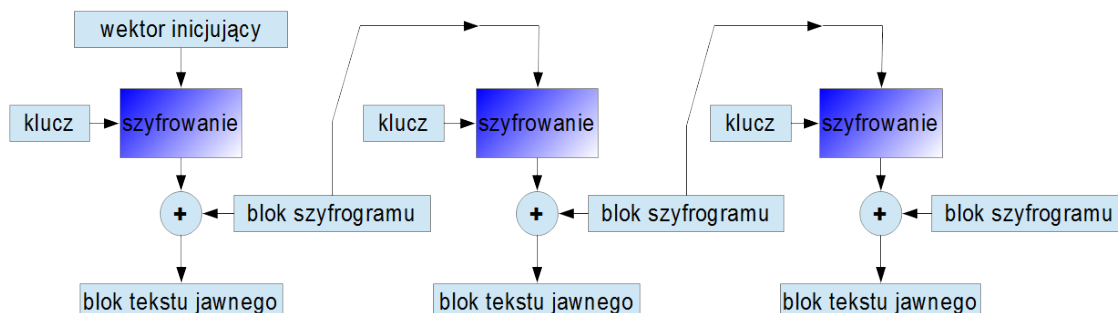 wektor inicjujący
klucz
szyfrowanie
klucz
szyfrowanie
klucz
szyfrowanie
+
blok szyfrogramu
+
blok szyfrogramu
+
blok szyfrogramu
blok tekstu jawnego
blok tekstu jawnego
blok tekstu jawnego